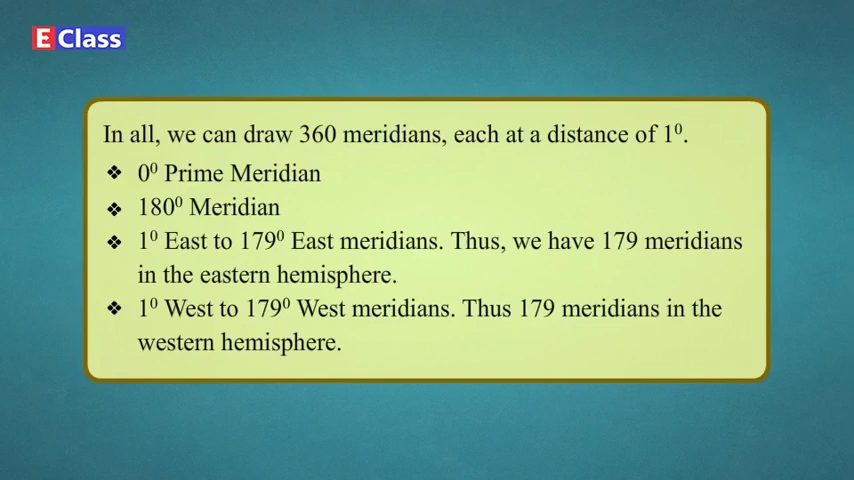 E Class
In all, we can draw 360 meridians, each at a distance of 1⁰.
❖ 0⁰ Prime Meridian
❖ 180⁰ Meridian
❖ 1⁰ East to 179⁰ East meridians. Thus, we have 179 meridians
in the eastern hemisphere.
❖ 1⁰ West to 179⁰ West meridians. Thus 179 meridians in the
western hemisphere.